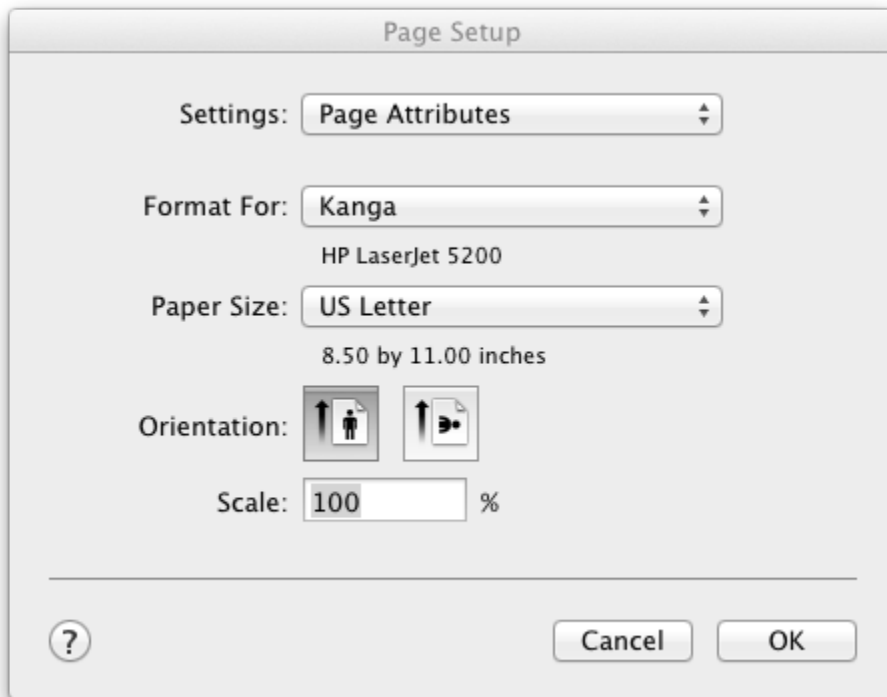 Page Setup
Settings: Page Attributes
Format For: Kanga
HP LaserJet 5200
Paper Size: US Letter
8.50 by 11.00 inches
Orientation:
Scale: 100 %
? Cancel OK